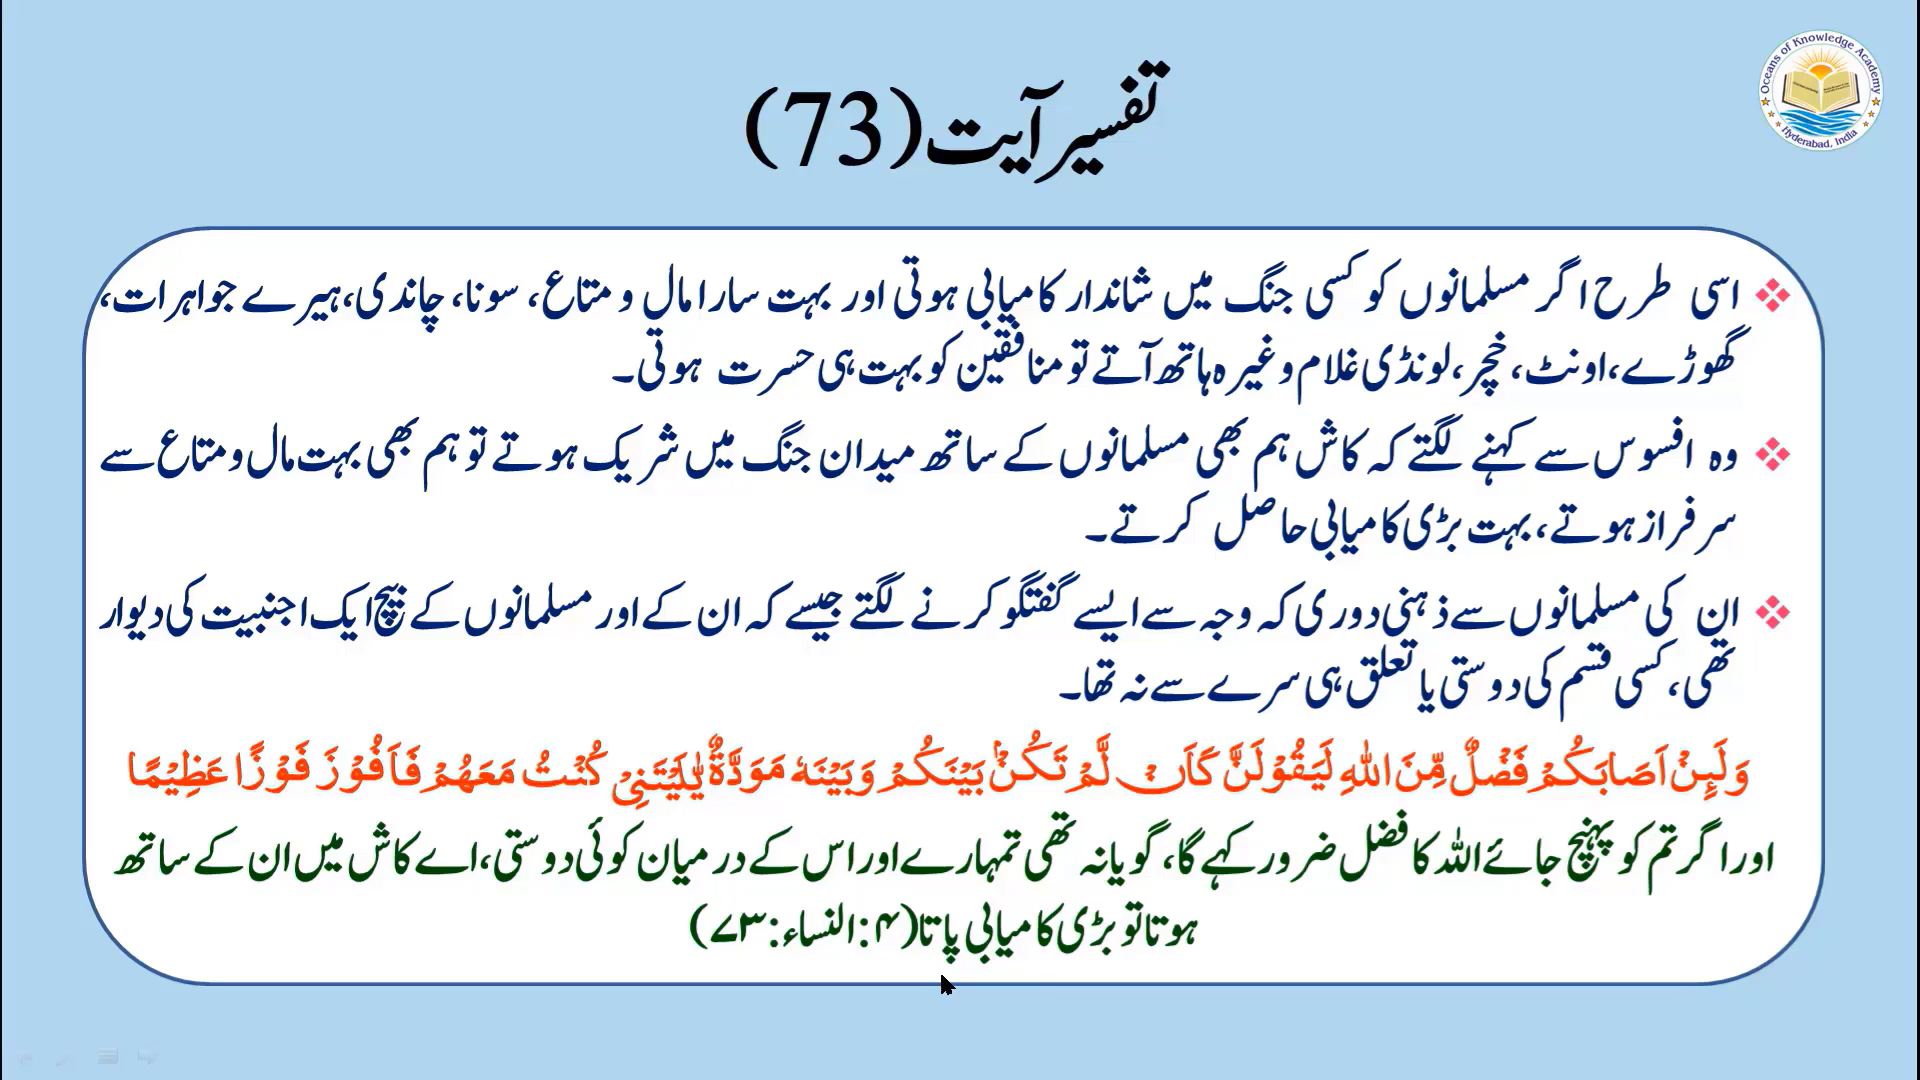 Oceans of Knowledge Academy
Hyderabad, India
تفسیر آیت (73)
اسی طرح اگر مسلمانوں کو کسی جنگ میں شاندار کامیابی ہوتی اور بہت سارا مال و متاع، سونا، چاندی، ہیرے جواہرات،
گھوڑے، اونٹ، خچر، لونڈی غلام وغیرہ ہاتھ آتے تو منافقین کو بہت ہی حسرت ہوتی۔
وہ افسوس سے کہنے لگتے کہ کاش ہم بھی مسلمانوں کے ساتھ میدان جنگ میں شریک ہوتے تو ہم بھی بہت مال و متاع سے
سرفراز ہوتے، بہت بڑی کامیابی حاصل کرتے۔
ان کی مسلمانوں سے ذہنی دوری کہ وجہ سے ایسے گفتگو کرنے لگتے جیسے کہ ان کے اور مسلمانوں کے بیچ ایک اجنبیت کی دیوار
تھی، کسی قسم کی دوستی یا تعلق ہی سرے سے نہ تھا۔
وَلَىِٕنْ اَصَابَكُمْ فَضْلٌ مِّنَ اللّٰهِ لَيَقُوْلَنَّ كَاَنْ لَّمْ تَكُنْۢ بَيْنَكُمْ وَبَيْنَهٗ مَوَدَّةٌ يّٰلَيْتَنِيْ كُنْتُ مَعَهُمْ فَاَفُوْزَ فَوْزًا عَظِيْمًا
اور اگر تم کو پہنچ جائے اللہ کا فضل ضرور کہے گا، گویا نہ تھی تمہارے اور اس کے درمیان کوئی دوستی، اے کاش میں ان کے ساتھ
ہوتا تو بڑی کامیابی پاتا (۴:النساء:۷۳)